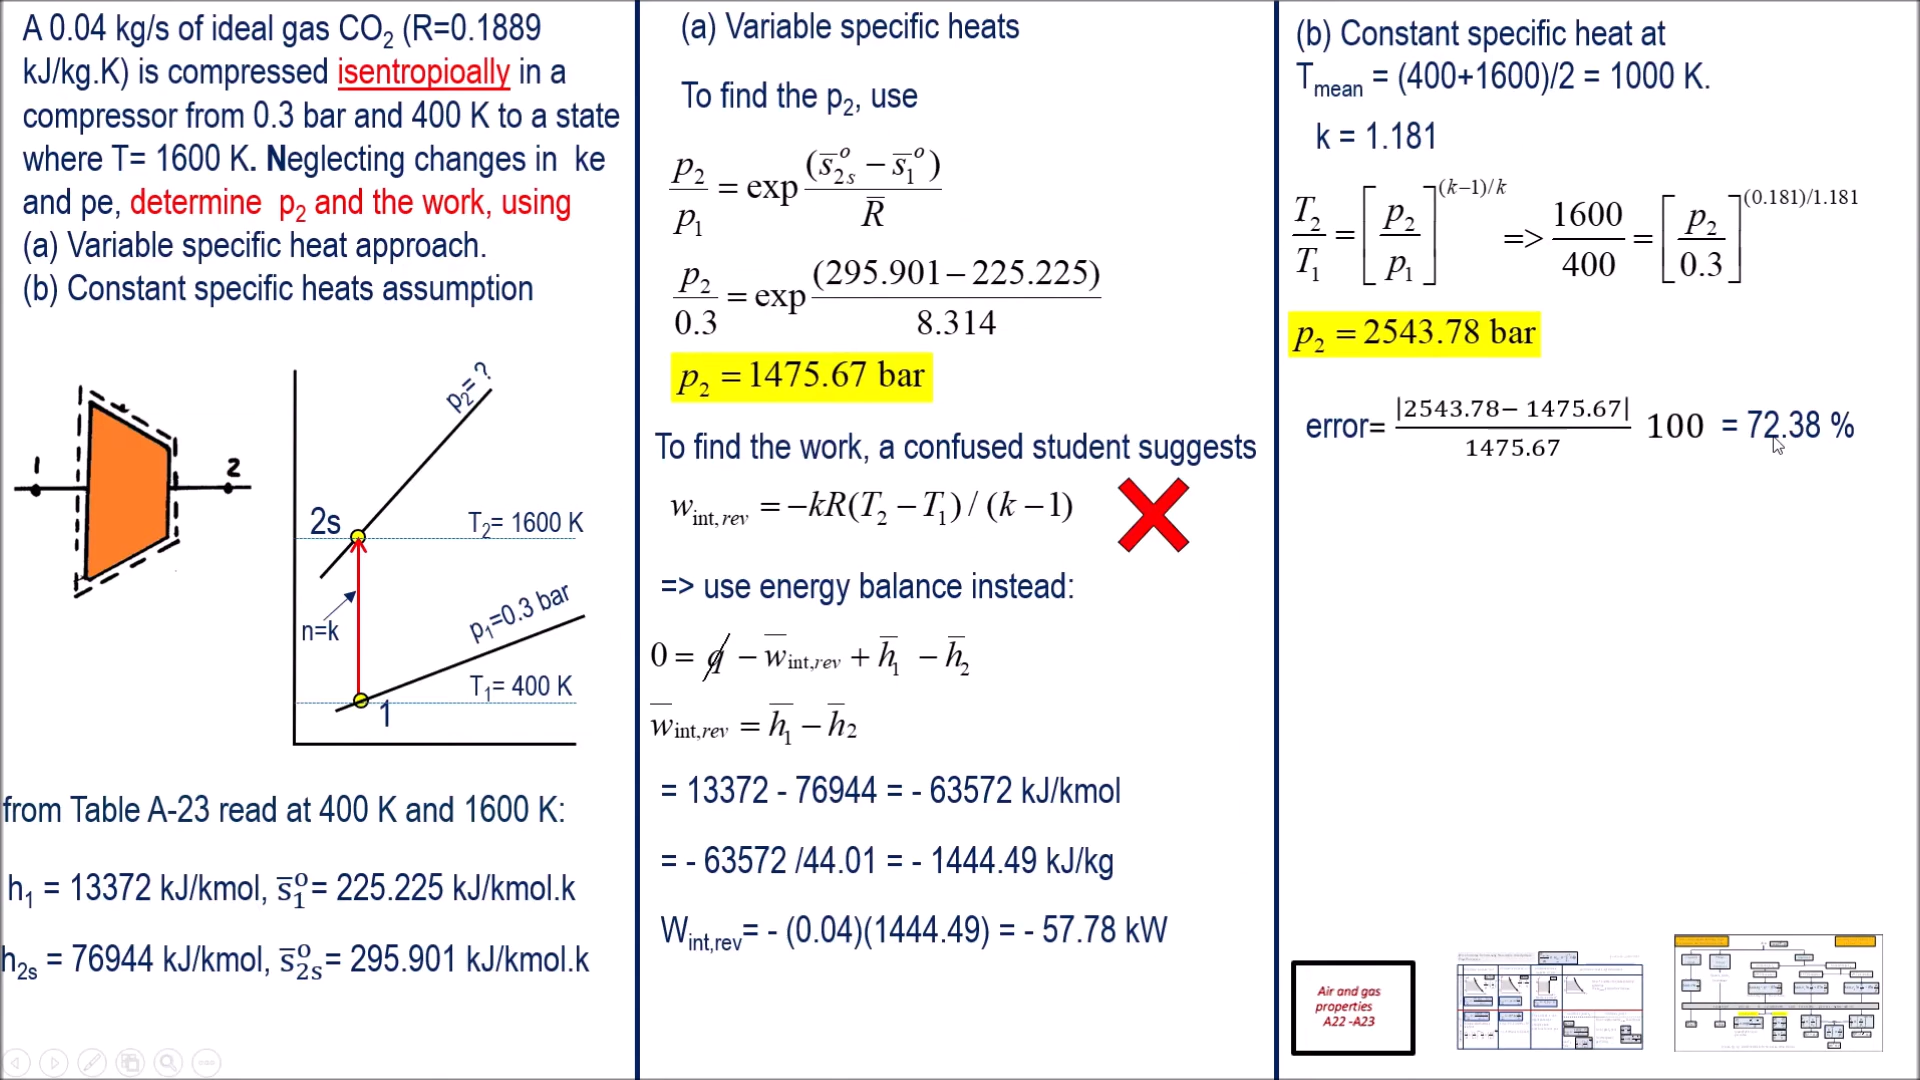 A 0.04 kg/s of ideal gas CO₂ (R=0.1889
kJ/kg.K) is compressed isentropioally in a
compressor from 0.3 bar and 400 K to a state
where T= 1600 K. Neglecting changes in ke
and pe, determine p₂ and the work, using
(a) Variable specific heat approach.
(b) Constant specific heats assumption
1
2
p₂= ?
2s
T₂= 1600 K
n=k
p₁=0.3 bar
T₁= 400 K
1
from Table A-23 read at 400 K and 1600 K:
h₁ = 13372 kJ/kmol, s̅₁ᵒ= 225.225 kJ/kmol.k
h₂ₛ = 76944 kJ/kmol, s̅₂ₛᵒ= 295.901 kJ/kmol.k
(a) Variable specific heats
To find the p₂, use
p₂/p₁ = exp (s̅₂ₛᵒ − s̅₁ᵒ)/R̅
p₂/0.3 = exp (295.901 − 225.225)/8.314
p₂ = 1475.67 bar
To find the work, a confused student suggests
w_int, rev = −kR(T₂ − T₁) / (k − 1)
=> use energy balance instead:
0 = q − w̅_int,rev + h̅₁ − h̅₂
w̅_int,rev = h̅₁ − h̅₂
= 13372 - 76944 = - 63572 kJ/kmol
= - 63572 /44.01 = - 1444.49 kJ/kg
W_int,rev= - (0.04)(1444.49) = - 57.78 kW
(b) Constant specific heat at
T_mean = (400+1600)/2 = 1000 K.
k = 1.181
T₂/T₁ = [p₂/p₁]^(k−1)/k => 1600/400 = [p₂/0.3]^(0.181)/1.181
p₂ = 2543.78 bar
error= |2543.78− 1475.67|/1475.67 100 = 72.38 %
Air and gas
properties
A22 -A23